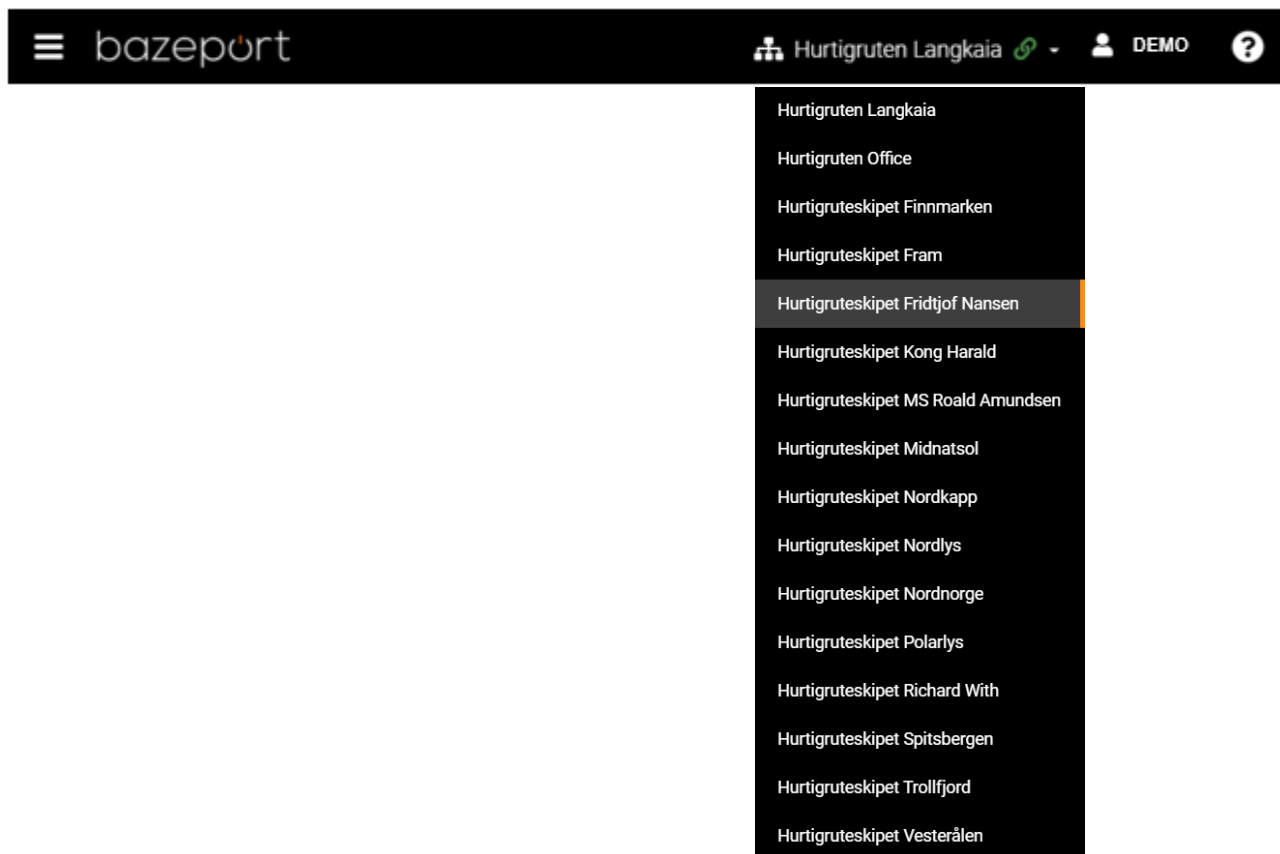 bazeport
Hurtigruten Langkaia
DEMO
?
Hurtigruten Langkaia
Hurtigruten Office
Hurtigruteskipet Finnmarken
Hurtigruteskipet Fram
Hurtigruteskipet Fridtjof Nansen
Hurtigruteskipet Kong Harald
Hurtigruteskipet MS Roald Amundsen
Hurtigruteskipet Midnatsol
Hurtigruteskipet Nordkapp
Hurtigruteskipet Nordlys
Hurtigruteskipet Nordnorge
Hurtigruteskipet Polarlys
Hurtigruteskipet Richard With
Hurtigruteskipet Spitsbergen
Hurtigruteskipet Trollfjord
Hurtigruteskipet Vesterålen